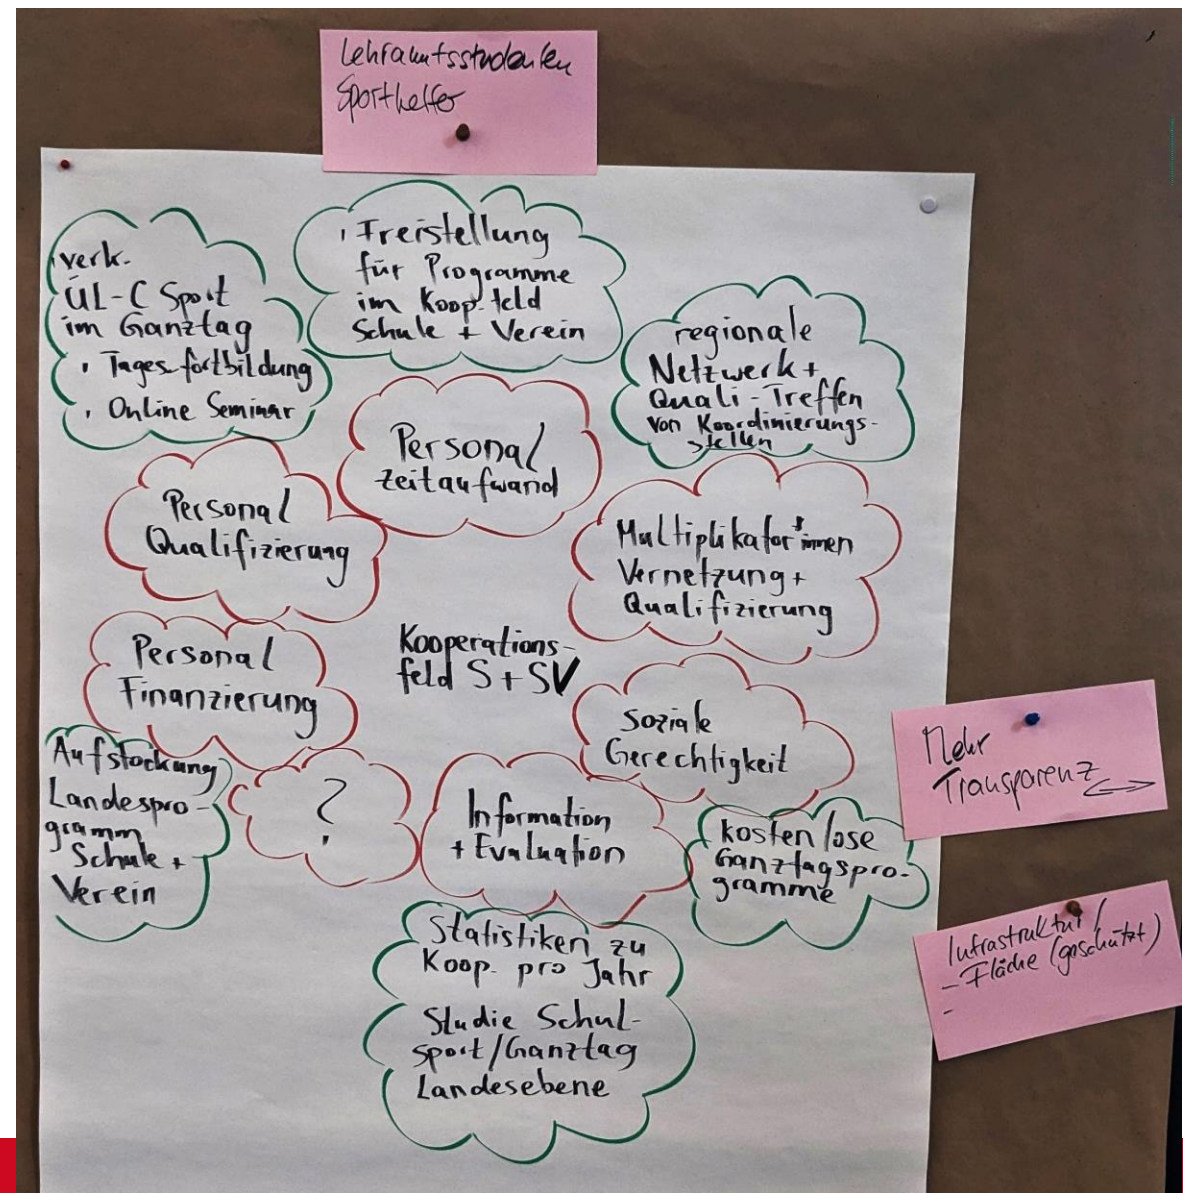 Lehramtsstudenten
Sporthelfer
verk.
ÜL-C Sport
im Ganztag
, Tagesfortbildung
, Online Seminar
, Freistellung
für Programme
im Koop.feld
Schule + Verein
regionale
Netzwerk +
Quali-Treffen
von Koordinierungs-
stellen
Personal
Zeitaufwand
Personal
Qualifizierung
Multiplikator*innen
Vernetzung +
Qualifizierung
Kooperations-
feld S + SV
Personal
Finanzierung
soziale
Gerechtigkeit
Aufstockung
Landespro-
gramm
Schule +
Verein
?
Information
+ Evaluation
kostenlose
Ganztagspro-
gramme
Statistiken zu
Koop. pro Jahr
Studie Schul-
sport/Ganztag
Landesebene
Mehr
Transparenz
Infrastruktur/
- Fläche (geschützt)
-